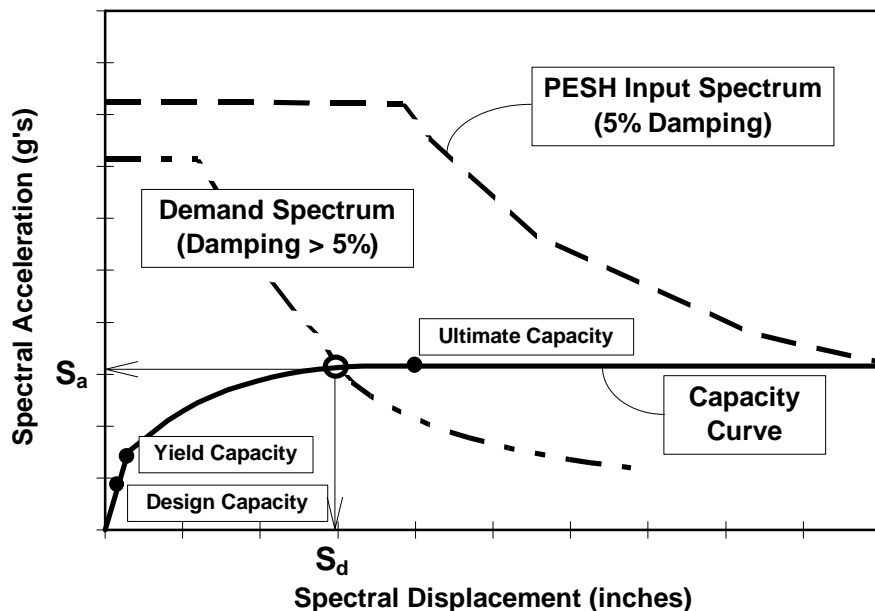 PESH Input Spectrum
(5% Damping)
Demand Spectrum
(Damping > 5%)
Ultimate Capacity
Sa
Capacity
Curve
Yield Capacity
Design Capacity
Sd
Spectral Displacement (inches)
Spectral Acceleration (g's)